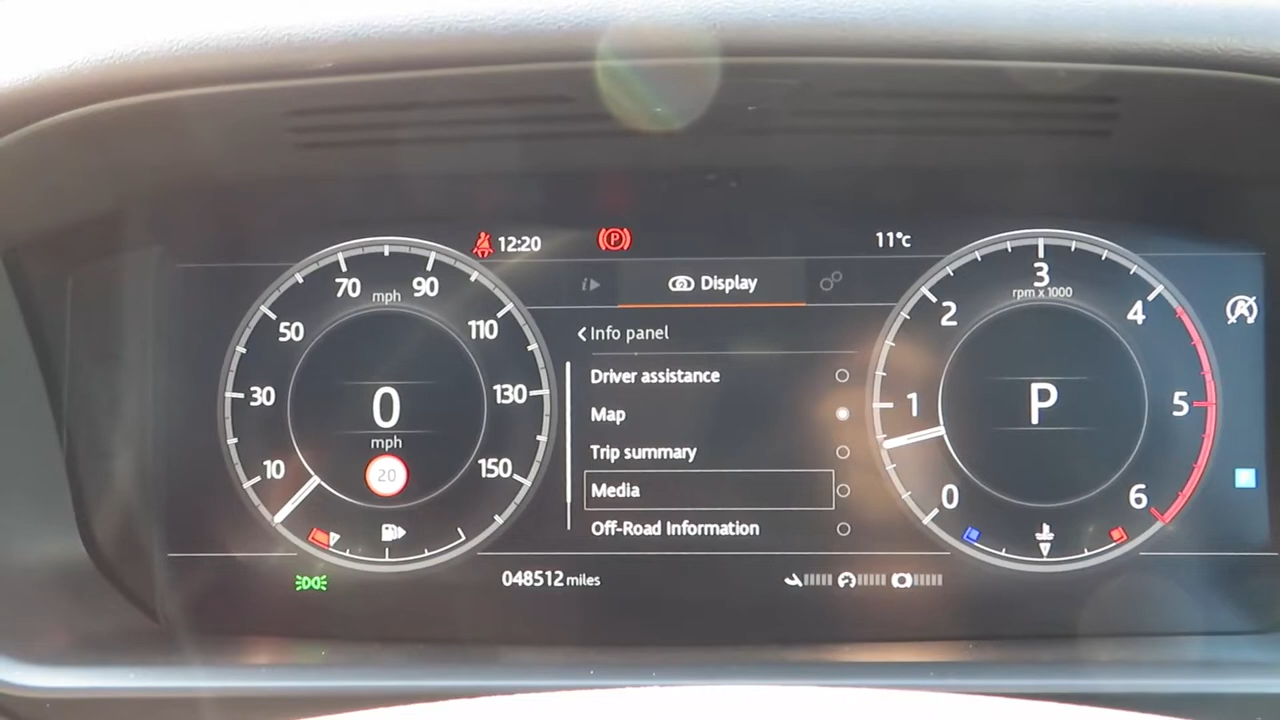 12:20
P
11°c
Display
Info panel
Driver assistance
Map
Trip summary
Media
Off-Road Information
10
30
50
70
mph
90
110
130
150
0
mph
20
0
1
2
3
rpm x 1000
4
5
6
P
A
048512 miles